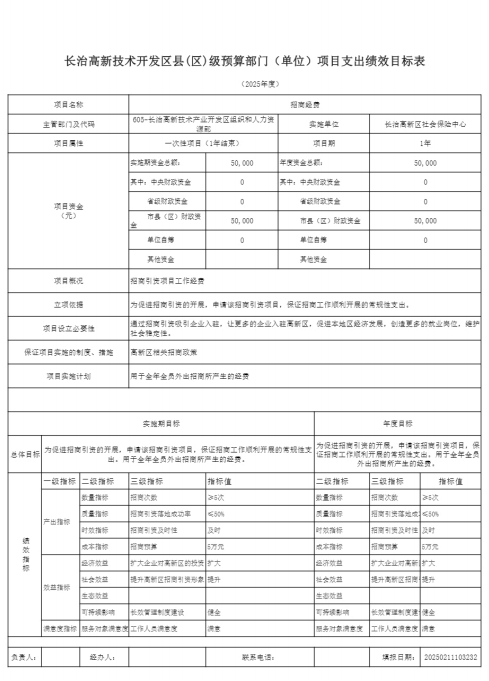 长治高新技术开发区县(区)级预算部门（单位）项目支出绩效目标表
（2025年度）
项目名称 招商经费
主管部门及代码 603-长治高新技术产业开发区组织和人力资源部 实施单位 长治高新区社会保险中心
项目属性 一次性项目（1年结束） 项目期 1年
项目资金（元） 实施期资金总额： 50,000 年度资金总额： 50,000
其中：中央财政资金 0 其中：中央财政资金 0
省级财政资金 0 省级财政资金 0
市县（区）财政资金 50,000 市县（区）财政资金 50,000
单位自筹 0 单位自筹 0
其他资金 其他资金
项目概况 招商引资项目工作经费
立项依据 为促进招商引资的开展，申请该招商引资项目，保证招商工作顺利开展的常规性支出。
项目设立必要性 通过招商引资吸引企业入驻，让更多的企业入驻高新区，促进本地区经济发展，创造更多的就业岗位，维护社会稳定性。
保证项目实施的制度、措施 高新区相关招商政策
项目实施计划 用于全年全员外出招商所产生的经费
实施期目标 年度目标
总体目标 为促进招商引资的开展，申请该招商引资项目，保证招商工作顺利开展的常规性支出。用于全年全员外出招商所产生的经费。 为促进招商引资的开展，申请该招商引资项目，保证招商工作顺利开展的常规性支出。用于全年全员外出招商所产生的经费。
绩效指标 一级指标 二级指标 三级指标 指标值 二级指标 三级指标 指标值
产出指标 数量指标 招商次数 ≥5次 数量指标 招商次数 ≥5次
质量指标 招商引资落地成功率 ≤50% 质量指标 招商引资落地成 ≤50%
时效指标 招商引资及时性 及时 时效指标 招商引资及时性 及时
成本指标 招商预算 5万元 成本指标 招商预算 5万元
效益指标 经济效益 扩大企业对高新区的投资 扩大 经济效益 扩大企业对高新 扩大
社会效益 提升高新区招商引资形象 提升 社会效益 提升高新区招商 提升
生态效益 生态效益
可持续影响 长效管理制度建设 健全 可持续影响 长效管理制度建 健全
满意度指标 服务对象满意度 工作人员满意度 满意 服务对象满意度 工作人员满意度 满意
负责人： 经办人： 联系电话： 填报日期： 20250211103232